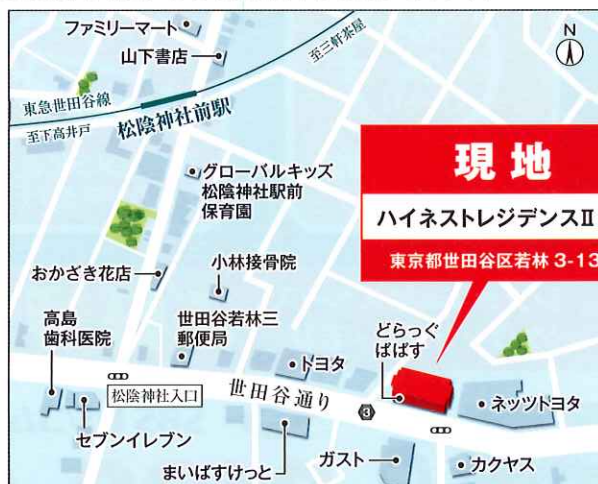 ファミリーマート
山下書店
至三軒茶屋
N
東急世田谷線
至下高井戸
松陰神社前駅
現地
ハイネストレジデンスⅡ
東京都世田谷区若林 3-13
グローバルキッズ
松陰神社駅前
保育園
おかざき花店
小林接骨院
高島
歯科医院
世田谷若林三
郵便局
トヨタ
どらっぐ
ぱぱす
松陰神社入口
世田谷通り
3
ネッツトヨタ
セブンイレブン
まいばすけっと
ガスト
カクヤス